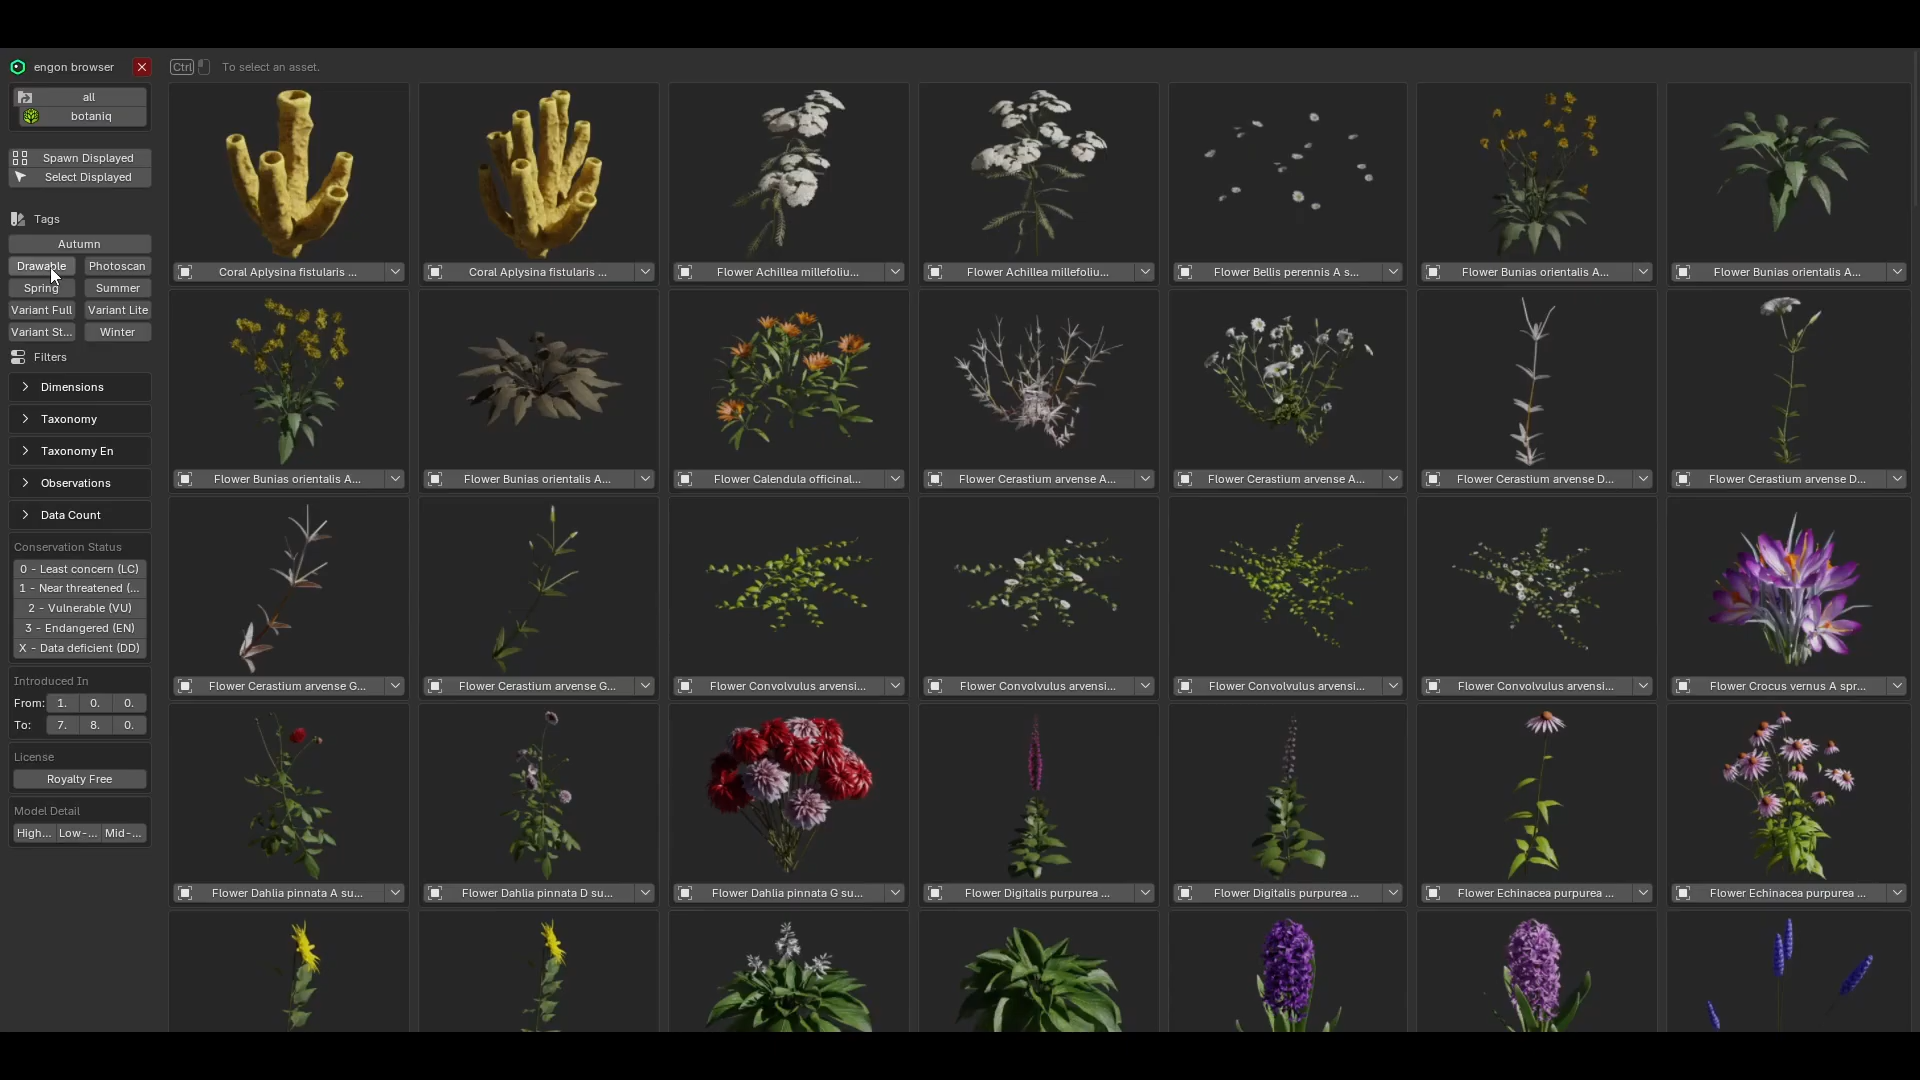 engon browser
Ctrl To select an asset.
all
botaniq
Spawn Displayed
Select Displayed
Tags
Autumn
Drawable Photoscan
Spring Summer
Variant Full Variant Lite
Variant St... Winter
Filters
Dimensions
Taxonomy
Taxonomy En
Observations
Data Count
Conservation Status
0 - Least concern (LC)
1 - Near threatened (...
2 - Vulnerable (VU)
3 - Endangered (EN)
X - Data deficient (DD)
Introduced In
From: 1. 0. 0.
To: 7. 8. 0.
License
Royalty Free
Model Detail
High... Low-... Mid-...
Coral Aplysina fistularis ...
Coral Aplysina fistularis ...
Flower Achillea millefoliu...
Flower Achillea millefoliu...
Flower Bellis perennis A s...
Flower Bunias orientalis A...
Flower Bunias orientalis A...
Flower Bunias orientalis A...
Flower Bunias orientalis A...
Flower Calendula officinal...
Flower Cerastium arvense A...
Flower Cerastium arvense A...
Flower Cerastium arvense D...
Flower Cerastium arvense D...
Flower Cerastium arvense G...
Flower Cerastium arvense G...
Flower Convolvulus arvensi...
Flower Convolvulus arvensi...
Flower Convolvulus arvensi...
Flower Convolvulus arvensi...
Flower Crocus vernus A spr...
Flower Dahlia pinnata A su...
Flower Dahlia pinnata D su...
Flower Dahlia pinnata G su...
Flower Digitalis purpurea ...
Flower Digitalis purpurea ...
Flower Echinacea purpurea ...
Flower Echinacea purpurea ...